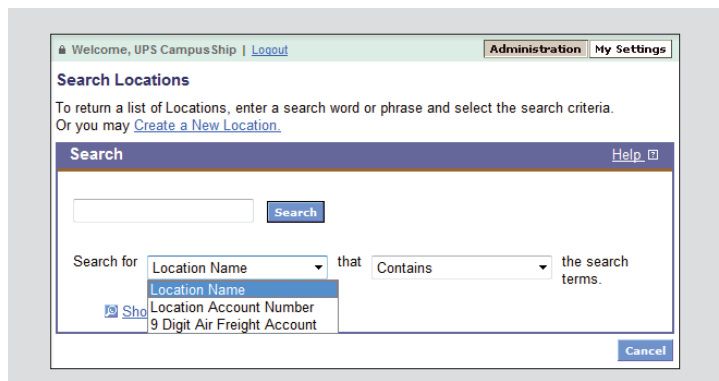 Welcome, UPS CampusShip | Logout Administration My Settings
Search Locations
To return a list of Locations, enter a search word or phrase and select the search criteria.
Or you may Create a New Location.
Search Help ?
Search
Search for Location Name that Contains the search
terms.
Location Name
Location Account Number
Sho
9 Digit Air Freight Account
Cancel